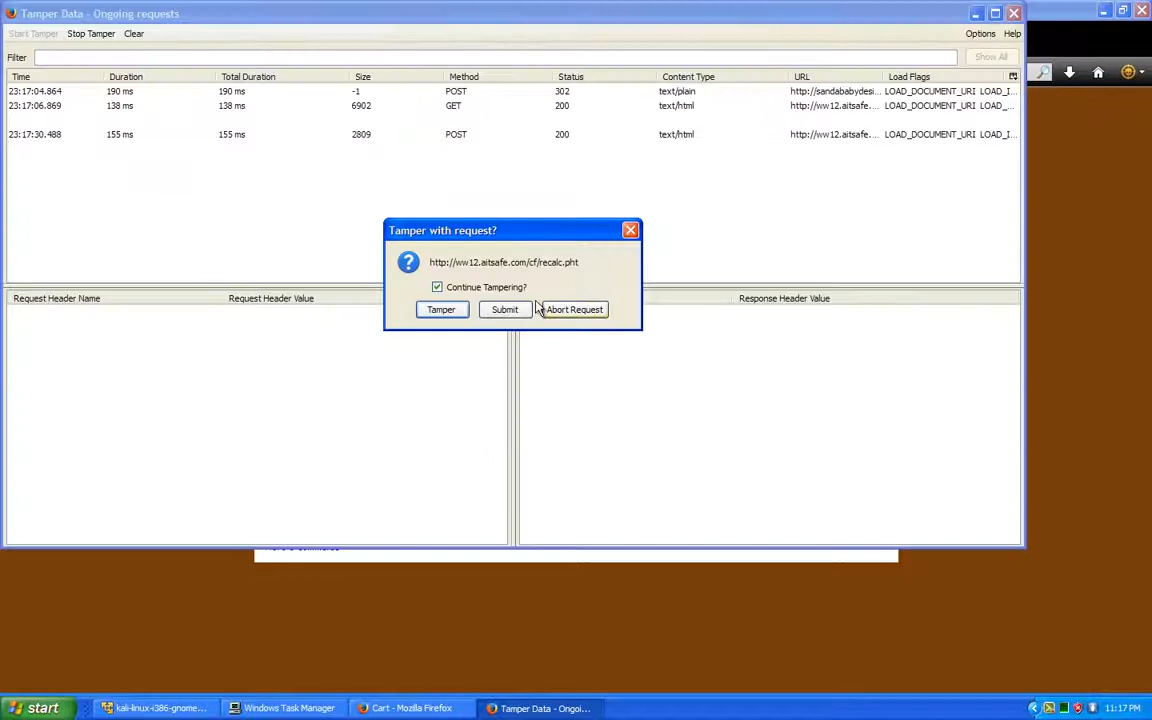 Tamper Data - Ongoing requests
Start Tamper Stop Tamper Clear Options Help
Filter Show All
Time Duration Total Duration Size Method Status Content Type URL Load Flags
23:17:04.864 190 ms 190 ms -1 POST 302 text/plain http://sandababydesi... LOAD_DOCUMENT_URI LOAD_I...
23:17:06.869 138 ms 138 ms 6902 GET 200 text/html http://ww12.aitsafe.... LOAD_DOCUMENT_URI LOAD_I...
23:17:30.488 155 ms 155 ms 2809 POST 200 text/html http://ww12.aitsafe.... LOAD_DOCUMENT_URI LOAD_I...
Tamper with request?
http://ww12.aitsafe.com/cf/recalc.pht
Continue Tampering?
Tamper Submit Abort Request
Request Header Name Request Header Value Response Header Value
start kali-linux-i386-gnome... Windows Task Manager Cart - Mozilla Firefox Tamper Data - Ongoi... 11:17 PM